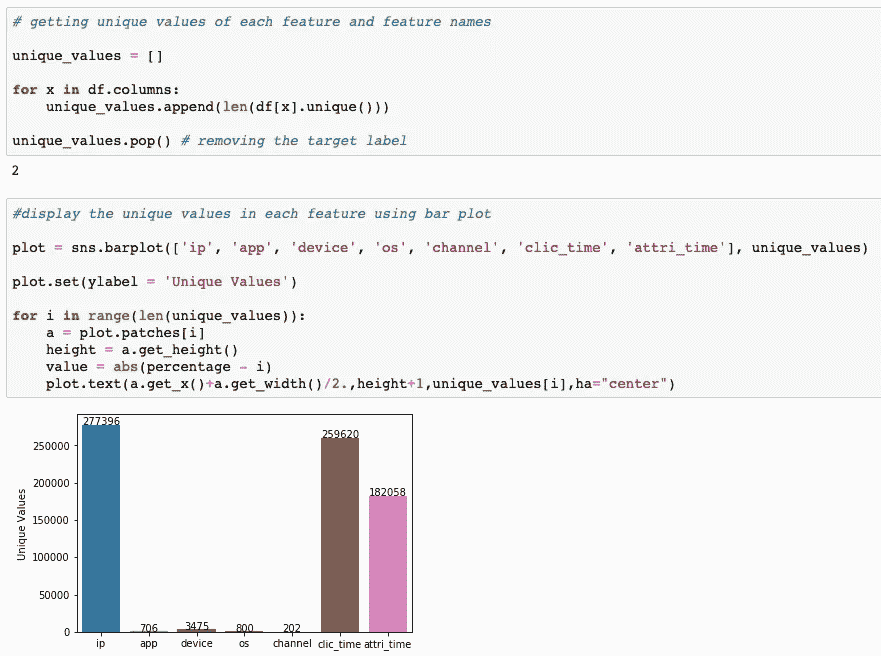 # getting unique values of each feature and feature names
unique_values = []
for x in df.columns:
    unique_values.append(len(df[x].unique()))
unique_values.pop() # removing the target label
2
#display the unique values in each feature using bar plot
plot = sns.barplot(['ip', 'app', 'device', 'os', 'channel', 'clic_time', 'attri_time'], unique_values)
plot.set(ylabel = 'Unique Values')
for i in range(len(unique_values)):
    a = plot.patches[i]
    height = a.get_height()
    value = abs(percentage - i)
    plot.text(a.get_x()+a.get_width()/2.,height+1,unique_values[i],ha="center")
277396
259620
182058
706
3475
800
202
250000
200000
150000
100000
50000
0
Unique Values
ip app device os channel clic_time attri_time